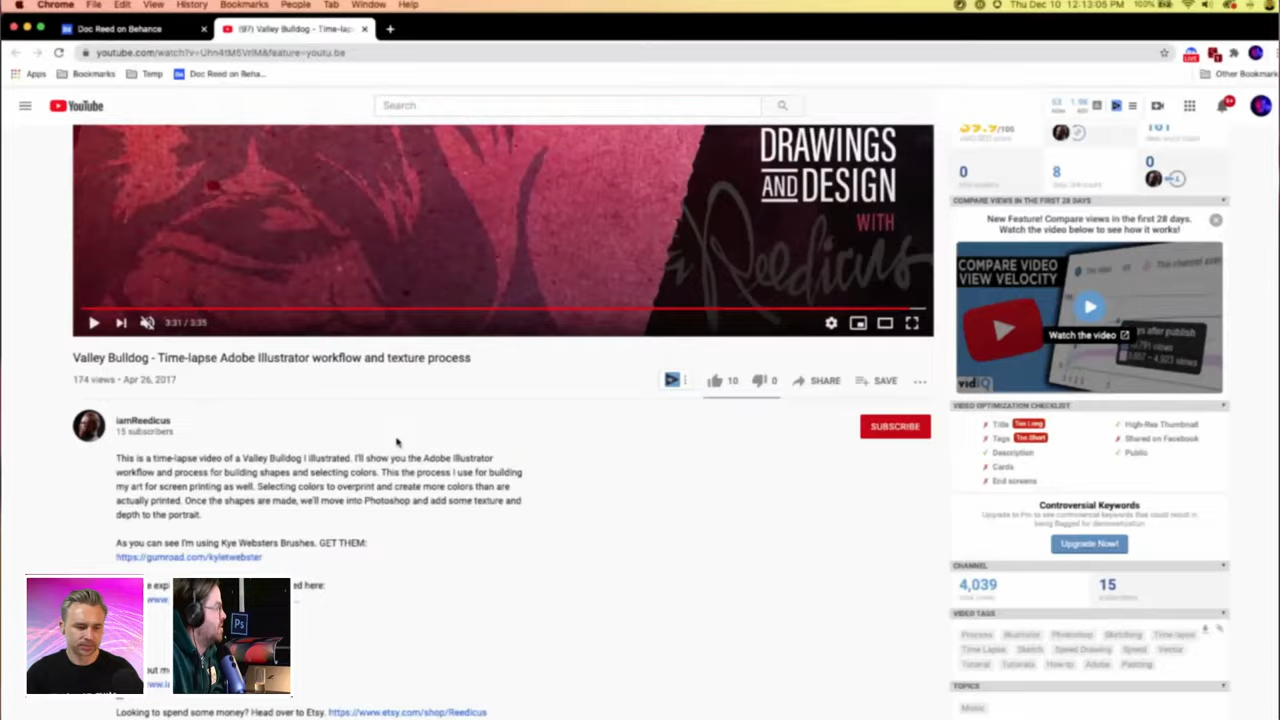 Chrome File Edit View History Bookmarks People Tab Window Help
100% Thu Dec 10 12:13:05 PM
Doc Reed on Behance
(97) Valley Bulldog - Time-lap
Apps Bookmarks Temp Doc Reed on Beha...
Other Bookmark
YouTube
Search
DRAWINGS
AND DESIGN
WITH
Reedicus
3:31 / 3:35
Valley Bulldog - Time-lapse Adobe Illustrator workflow and texture process
174 views • Apr 26, 2017
10 0 SHARE SAVE ...
iamReedicus
15 subscribers
SUBSCRIBE
This is a time-lapse video of a Valley Bulldog I illustrated. I'll show you the Adobe Illustrator
workflow and process for building shapes and selecting colors. This the process I use for building
my art for screen printing as well. Selecting colors to overprint and create more colors than are
actually printed. Once the shapes are made, we'll move into Photoshop and add some texture and
depth to the portrait.
As you can see I'm using Kye Websters Brushes. GET THEM:
https://gumroad.com/kyletwebster
ed here:
Looking to spend some money? Head over to Etsy. https://www.etsy.com/shop/Reedicus
Ps
0 8 0
COMPARE VIEWS IN THE FIRST 28 DAYS
New Feature! Compare views in the first 28 days.
Watch the video below to see how it works!
COMPARE VIDEO
VIEW VELOCITY
Watch the video
vidIQ
VIDEO OPTIMIZATION CHECKLIST
Title Too Long
Tags Too Short
Description
Cards
End screens
High-Res Thumbnail
Shared on Facebook
Public
Controversial Keywords
Upgrade to Pro to see controversial keywords that could result in
being flagged for demonetization
Upgrade Now!
CHANNEL
4,039 15
VIDEO TAGS
Process Illustrator Photoshop Sketching Time lapse
Time Lapse Sketch Speed Drawing Speed Vector
Tutorial Tutorials How-to Adobe Painting
TOPICS
Music